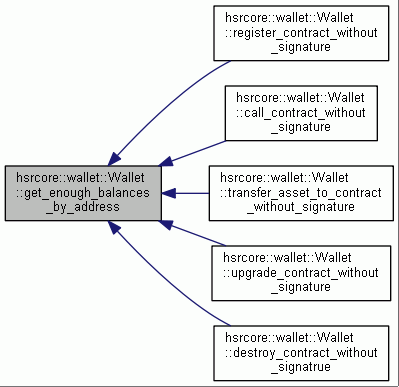 hsrcore::wallet::Wallet
::register_contract_without
_signature
hsrcore::wallet::Wallet
::call_contract_without
_signature
hsrcore::wallet::Wallet
::get_enough_balances
_by_address
hsrcore::wallet::Wallet
::transfer_asset_to_contract
_without_signature
hsrcore::wallet::Wallet
::upgrade_contract_without
_signature
hsrcore::wallet::Wallet
::destroy_contract_without
_signatrue